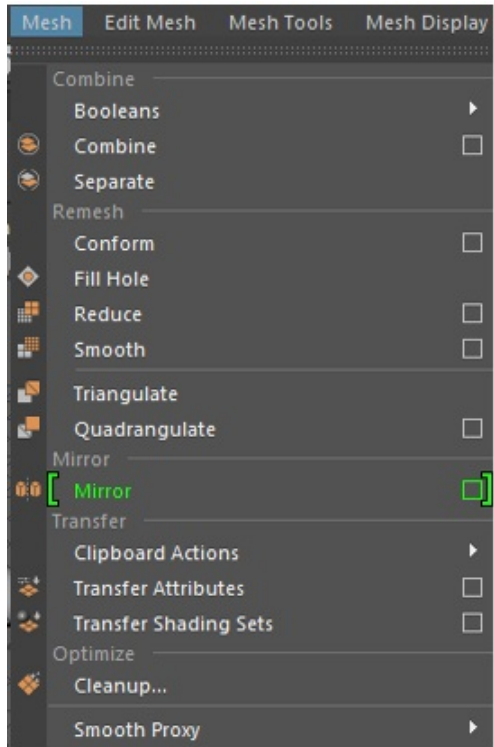 Mesh Edit Mesh Mesh Tools Mesh Display
Combine
Booleans
Combine
Separate
Remesh
Conform
Fill Hole
Reduce
Smooth
Triangulate
Quadrangulate
Mirror
Mirror
Transfer
Clipboard Actions
Transfer Attributes
Transfer Shading Sets
Optimize
Cleanup...
Smooth Proxy